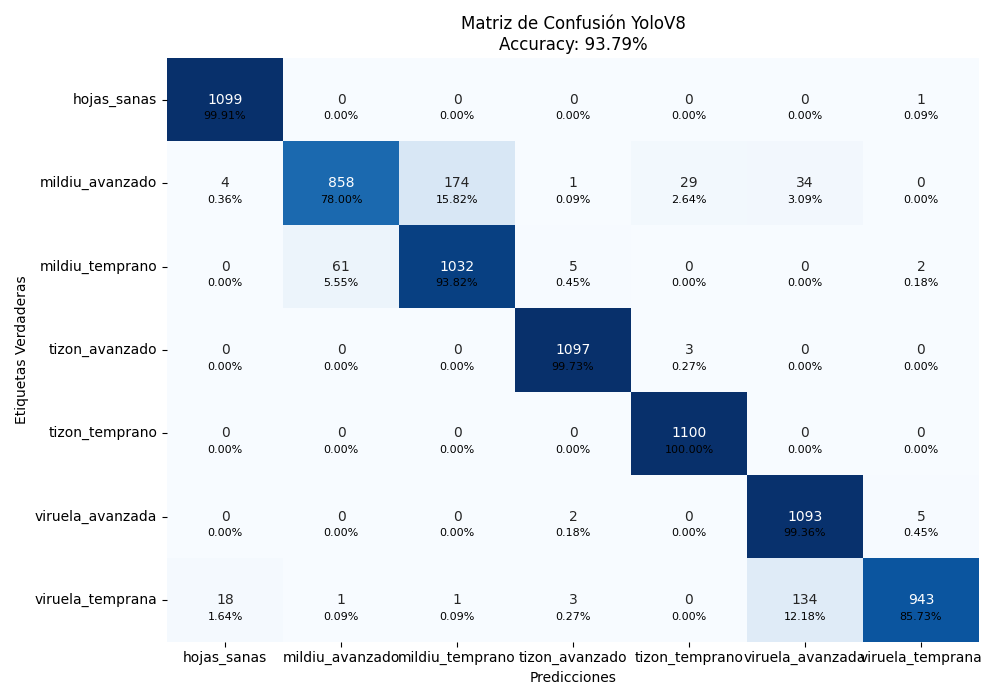 Matriz de Confusión YoloV8
Accuracy: 93.79%
Etiquetas Verdaderas
hojas_sanas 1099 0 0 0 0 0 1
99.91% 0.00% 0.00% 0.00% 0.00% 0.00% 0.09%
mildiu_avanzado 4 858 174 1 29 34 0
0.36% 78.00% 15.82% 0.09% 2.64% 3.09% 0.00%
mildiu_temprano 0 61 1032 5 0 0 2
0.00% 5.55% 93.82% 0.45% 0.00% 0.00% 0.18%
tizon_avanzado 0 0 0 1097 3 0 0
0.00% 0.00% 0.00% 99.73% 0.27% 0.00% 0.00%
tizon_temprano 0 0 0 0 1100 0 0
0.00% 0.00% 0.00% 0.00% 100.00% 0.00% 0.00%
viruela_avanzada 0 0 0 2 0 1093 5
0.00% 0.00% 0.00% 0.18% 0.00% 99.36% 0.45%
viruela_temprana 18 1 1 3 0 134 943
1.64% 0.09% 0.09% 0.27% 0.00% 12.18% 85.73%
hojas_sanas mildiu_avanzado mildiu_temprano tizon_avanzado tizon_temprano viruela_avanzada viruela_temprana
Predicciones